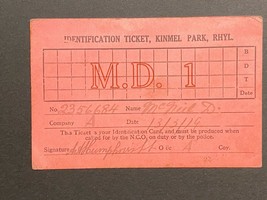 IDENTIFICATION TICKET, KINMEL PARK, RHYL.
B
D
T
Date
M.D. 1
No. 2356684 Name McNeil D.
Company A 13/3/16
This Ticket is your Identification Card, and must be produced when
called for by the N.C.O. on duty or by the police.
Signature O i/c A Coy.